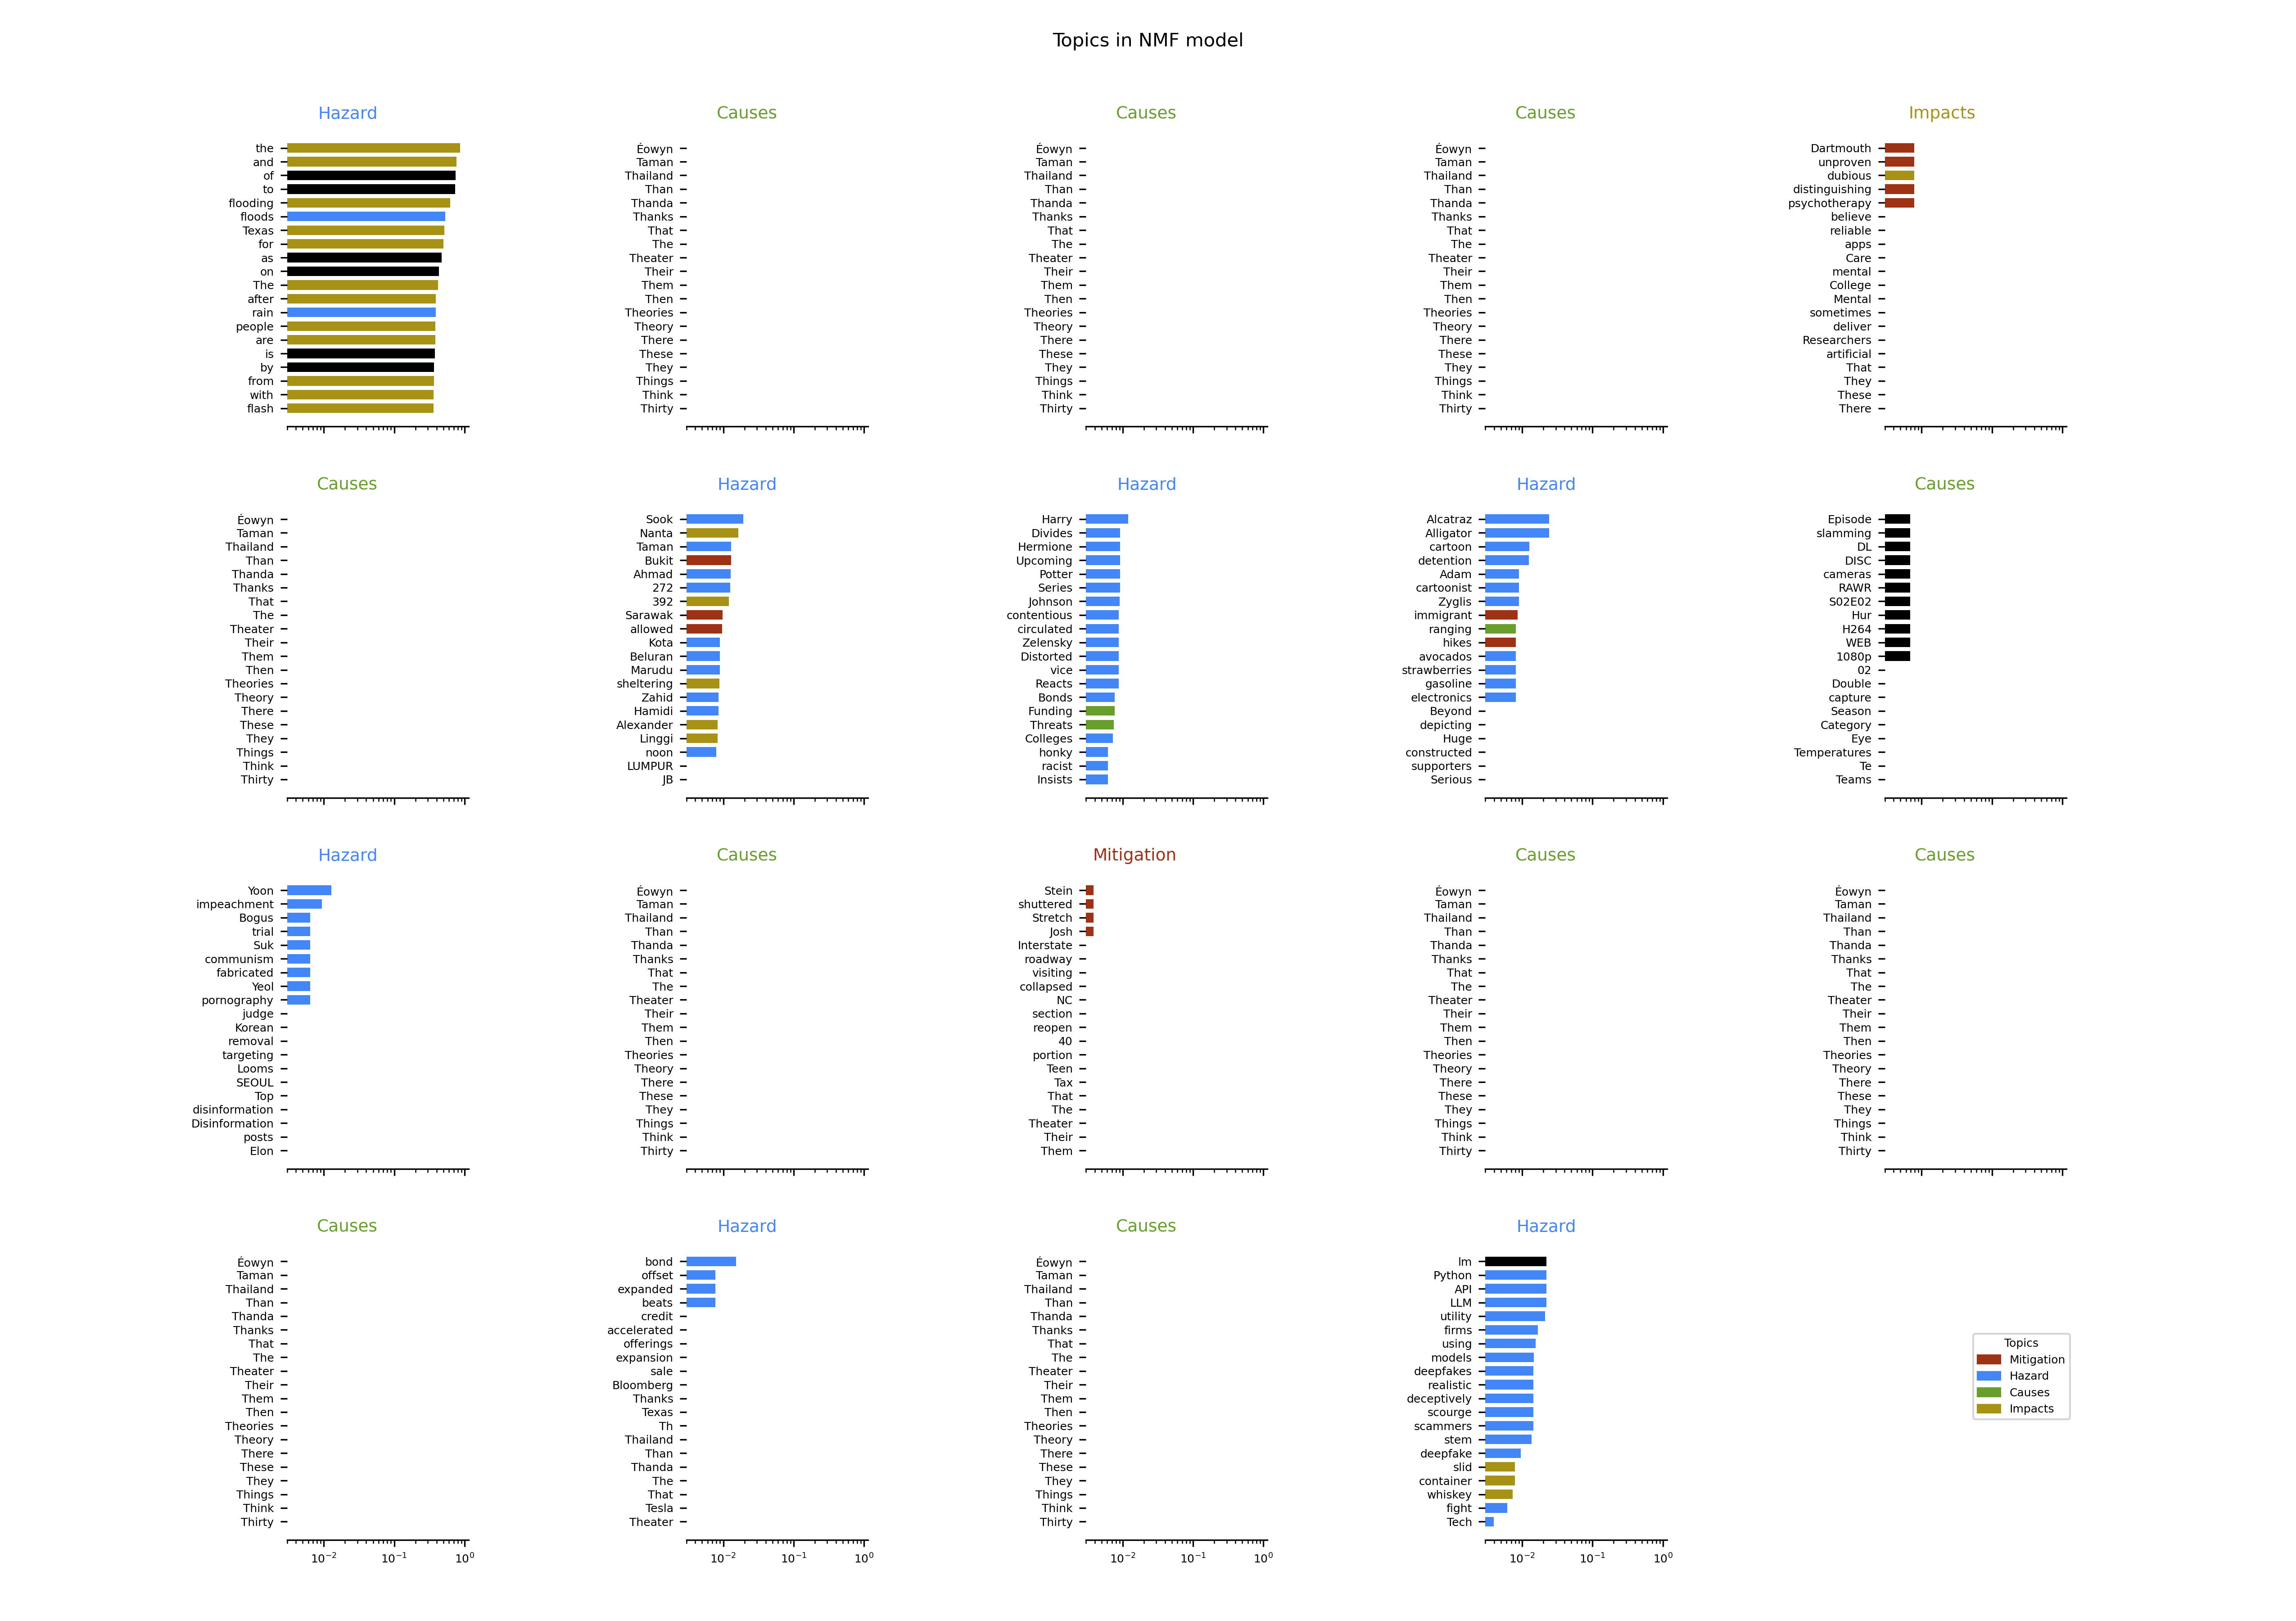 Topics in NMF model
Hazard
the
and
of
to
flooding
floods
Texas
for
as
on
The
after
rain
people
are
is
by
from
with
flash
Causes
Éowyn
Taman
Thailand
Than
Thanda
Thanks
That
The
Theater
Their
Them
Then
Theories
Theory
There
These
They
Things
Think
Thirty
Causes
Éowyn
Taman
Thailand
Than
Thanda
Thanks
That
The
Theater
Their
Them
Then
Theories
Theory
There
These
They
Things
Think
Thirty
Causes
Éowyn
Taman
Thailand
Than
Thanda
Thanks
That
The
Theater
Their
Them
Then
Theories
Theory
There
These
They
Things
Think
Thirty
Impacts
Dartmouth
unproven
dubious
distinguishing
psychotherapy
believe
reliable
apps
Care
mental
College
Mental
sometimes
deliver
Researchers
artificial
That
They
These
There
Causes
Éowyn
Taman
Thailand
Than
Thanda
Thanks
That
The
Theater
Their
Them
Then
Theories
Theory
There
These
They
Things
Think
Thirty
Hazard
Sook
Nanta
Taman
Bukit
Ahmad
272
392
Sarawak
allowed
Kota
Beluran
Marudu
sheltering
Zahid
Hamidi
Alexander
Linggi
noon
LUMPUR
JB
Hazard
Harry
Divides
Hermione
Upcoming
Potter
Series
Johnson
contentious
circulated
Zelensky
Distorted
vice
Reacts
Bonds
Funding
Threats
Colleges
honky
racist
Insists
Hazard
Alcatraz
Alligator
cartoon
detention
Adam
cartoonist
Zyglis
immigrant
ranging
hikes
avocados
strawberries
gasoline
electronics
Beyond
depicting
Huge
constructed
supporters
Serious
Causes
Episode
slamming
DL
DISC
cameras
RAWR
S02E02
Hur
H264
WEB
1080p
02
Double
capture
Season
Category
Eye
Temperatures
Te
Teams
Hazard
Yoon
impeachment
Bogus
trial
Suk
communism
fabricated
Yeol
pornography
judge
Korean
removal
targeting
Looms
SEOUL
Top
disinformation
Disinformation
posts
Elon
Causes
Éowyn
Taman
Thailand
Than
Thanda
Thanks
That
The
Theater
Their
Them
Then
Theories
Theory
There
These
They
Things
Think
Thirty
Mitigation
Stein
shuttered
Stretch
Josh
Interstate
roadway
visiting
collapsed
NC
section
reopen
40
portion
Teen
Tax
That
The
Theater
Their
Them
Causes
Éowyn
Taman
Thailand
Than
Thanda
Thanks
That
The
Theater
Their
Them
Then
Theories
Theory
There
These
They
Things
Think
Thirty
Causes
Éowyn
Taman
Thailand
Than
Thanda
Thanks
That
The
Theater
Their
Them
Then
Theories
Theory
There
These
They
Things
Think
Thirty
Causes
Éowyn
Taman
Thailand
Than
Thanda
Thanks
That
The
Theater
Their
Them
Then
Theories
Theory
There
These
They
Things
Think
Thirty
10⁻² 10⁻¹ 10⁰
Hazard
bond
offset
expanded
beats
credit
accelerated
offerings
expansion
sale
Bloomberg
Thanks
Texas
Th
Thailand
Than
Thanda
The
That
Tesla
Theater
10⁻² 10⁻¹ 10⁰
Causes
Éowyn
Taman
Thailand
Than
Thanda
Thanks
That
The
Theater
Their
Them
Then
Theories
Theory
There
These
They
Things
Think
Thirty
10⁻² 10⁻¹ 10⁰
Hazard
lm
Python
API
LLM
utility
firms
using
models
deepfakes
realistic
deceptively
scourge
scammers
stem
deepfake
slid
container
whiskey
fight
Tech
10⁻² 10⁻¹ 10⁰
Topics
Mitigation
Hazard
Causes
Impacts